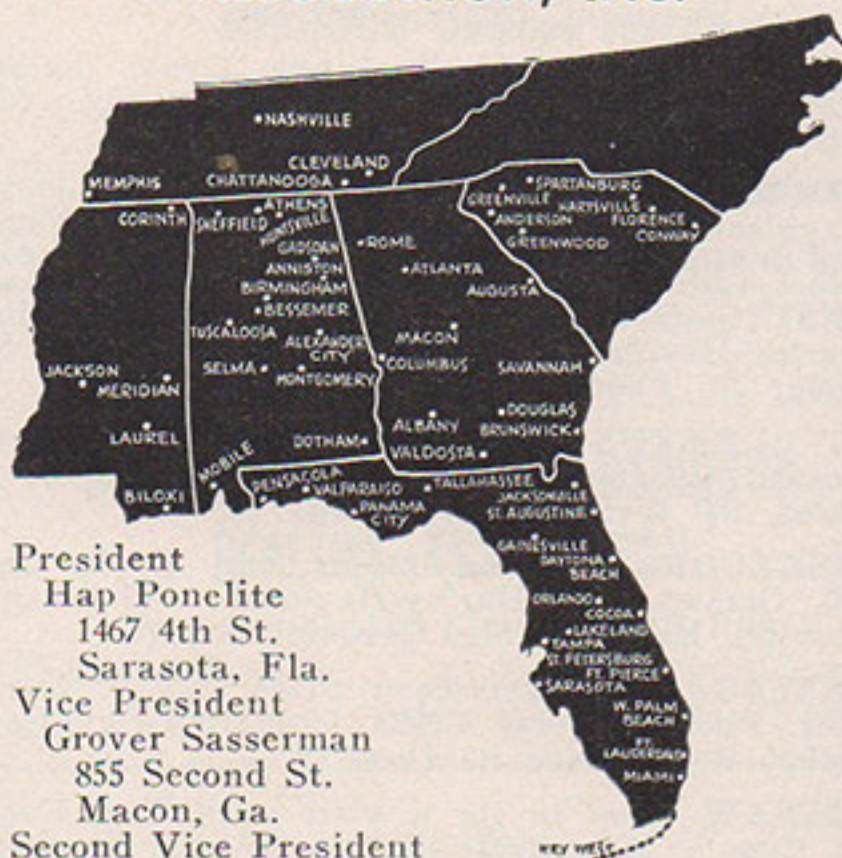 NASHVILLE
CLEVELAND
CHATTANOOGA
MEMPHIS
CORINTH
SHEFFIELD
ATHENS
HUNTSVILLE
GADSDAN
ANNISTON
BIRMINGHAM
BESSEMER
TUSCALOOSA
ALEXANDER
CITY
SELMA
MONTGOMERY
DOTHAM
MOBILE
JACKSON
MERIDIAN
LAUREL
BILOXI
ROME
ATLANTA
AUGUSTA
MACON
COLUMBUS
SAVANNAH
ALBANY
DOUGLAS
BRUNSWICK
VALDOSTA
SPARTANBURG
GREENVILLE
HARTSVILLE
ANDERSON
FLORENCE
GREENWOOD
CONWAY
PENSACOLA
VALPARAISO
PANAMA
CITY
TALLAHASSEE
JACKSONVILLE
ST. AUGUSTINE
GAINESVILLE
DAYTONA
BEACH
ORLANDO
COCOA
LAKELAND
TAMPA
ST. PETERSBURG
FT. PIERCE
SARASOTA
W. PALM
BEACH
FT.
LAUDERDALE
MIAMI
KEY WEST
President
Hap Ponelite
1467 4th St.
Sarasota, Fla.
Vice President
Grover Sasserman
855 Second St.
Macon, Ga.
Second Vice President